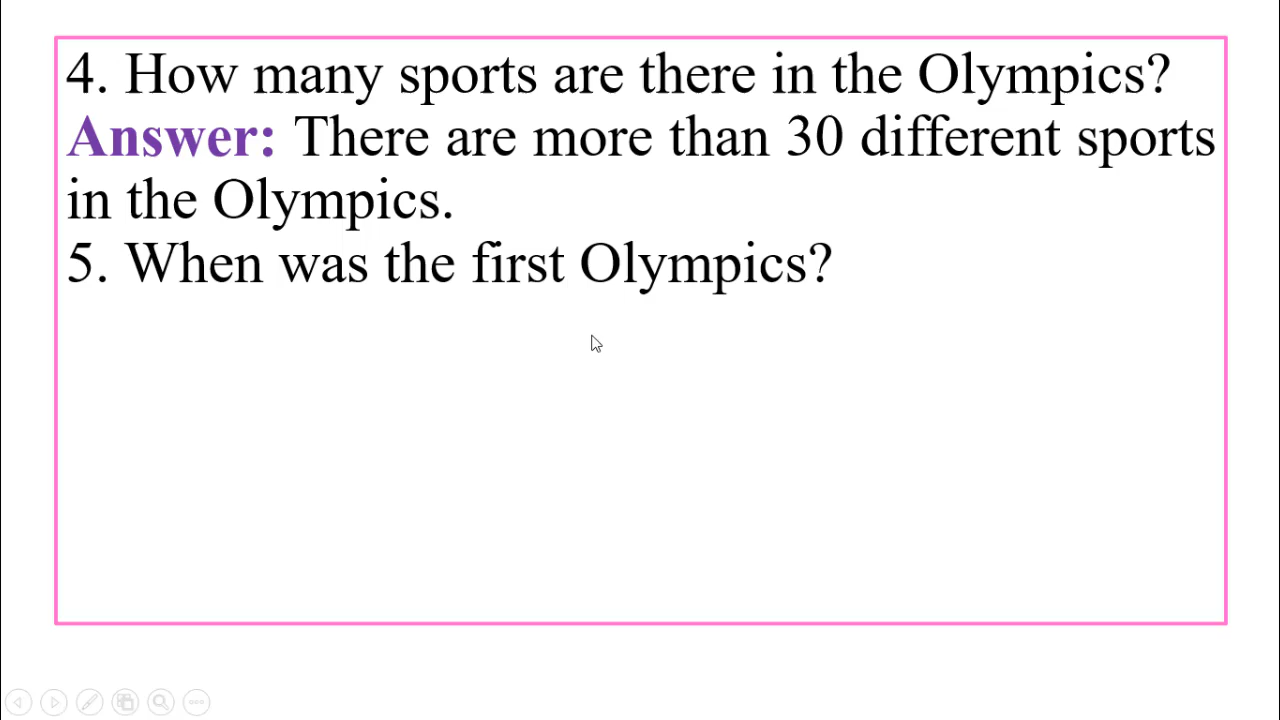 4. How many sports are there in the Olympics?
Answer: There are more than 30 different sports
in the Olympics.
5. When was the first Olympics?